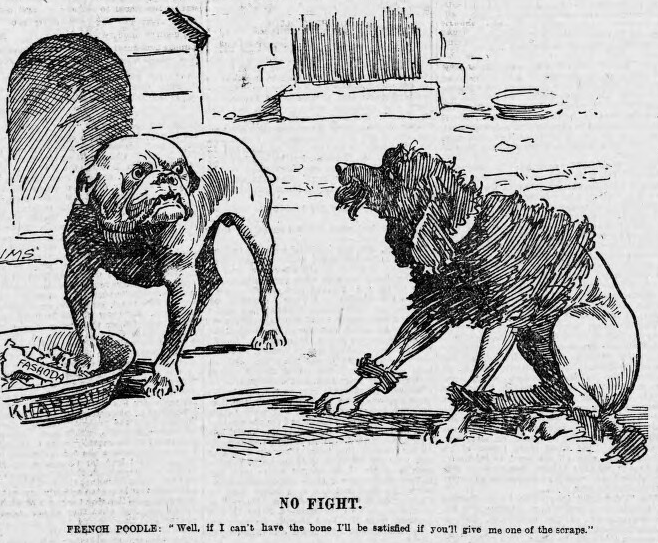 IMS'
FASHODA
KHARTOUM
NO FIGHT.
FRENCH POODLE: "Well, if I can't have the bone I'll be satisfied if you'll give me one of the scraps."